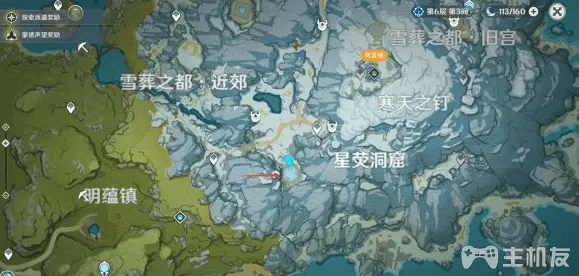 探索派遣奖励
蒙德声望奖励
第6层 第3间
113/160
雪葬之都·旧宫
雪葬之都·近郊
寒天之钉
星荧洞窟
明蕴镇
主机友